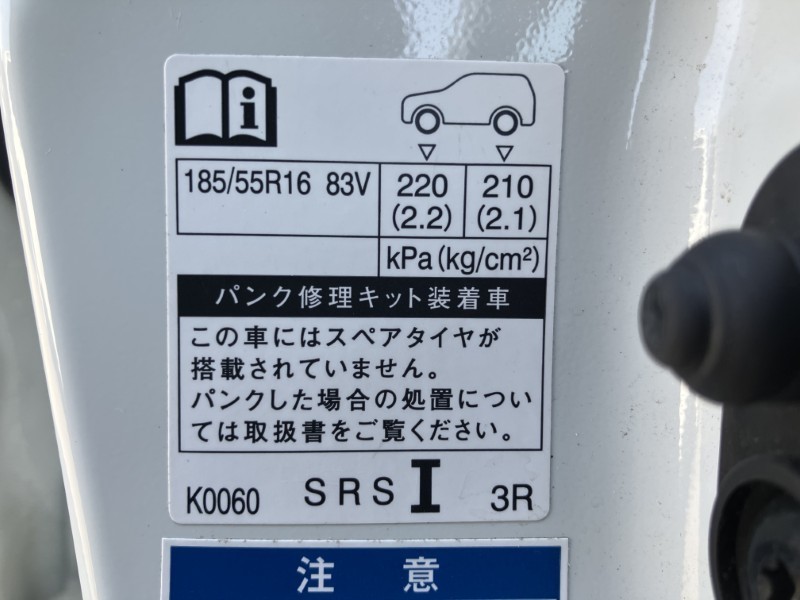 i
185/55R16 83V 220 210
(2.2) (2.1)
kPa(kg/cm²)
パンク修理キット装着車
この車にはスペアタイヤが
搭載されていません。
パンクした場合の処置につい
ては取扱書をご覧ください。
K0060 SRS I 3R
注 意